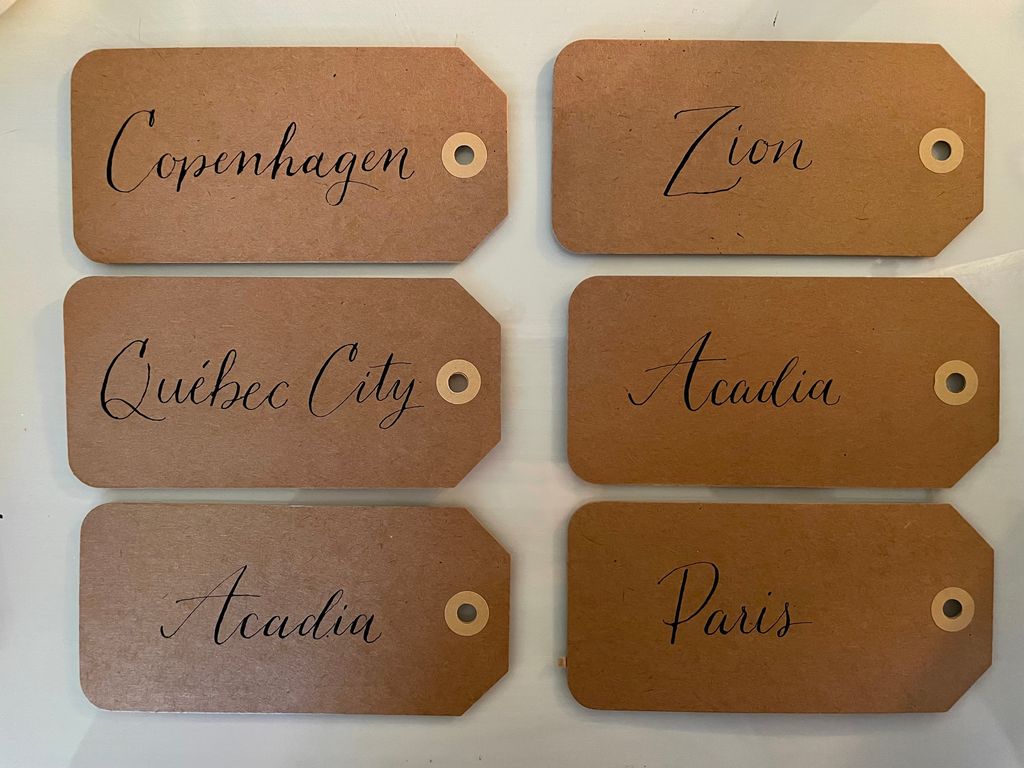 Copenhagen
Zion
Québec City
Acadia
Acadia
Paris